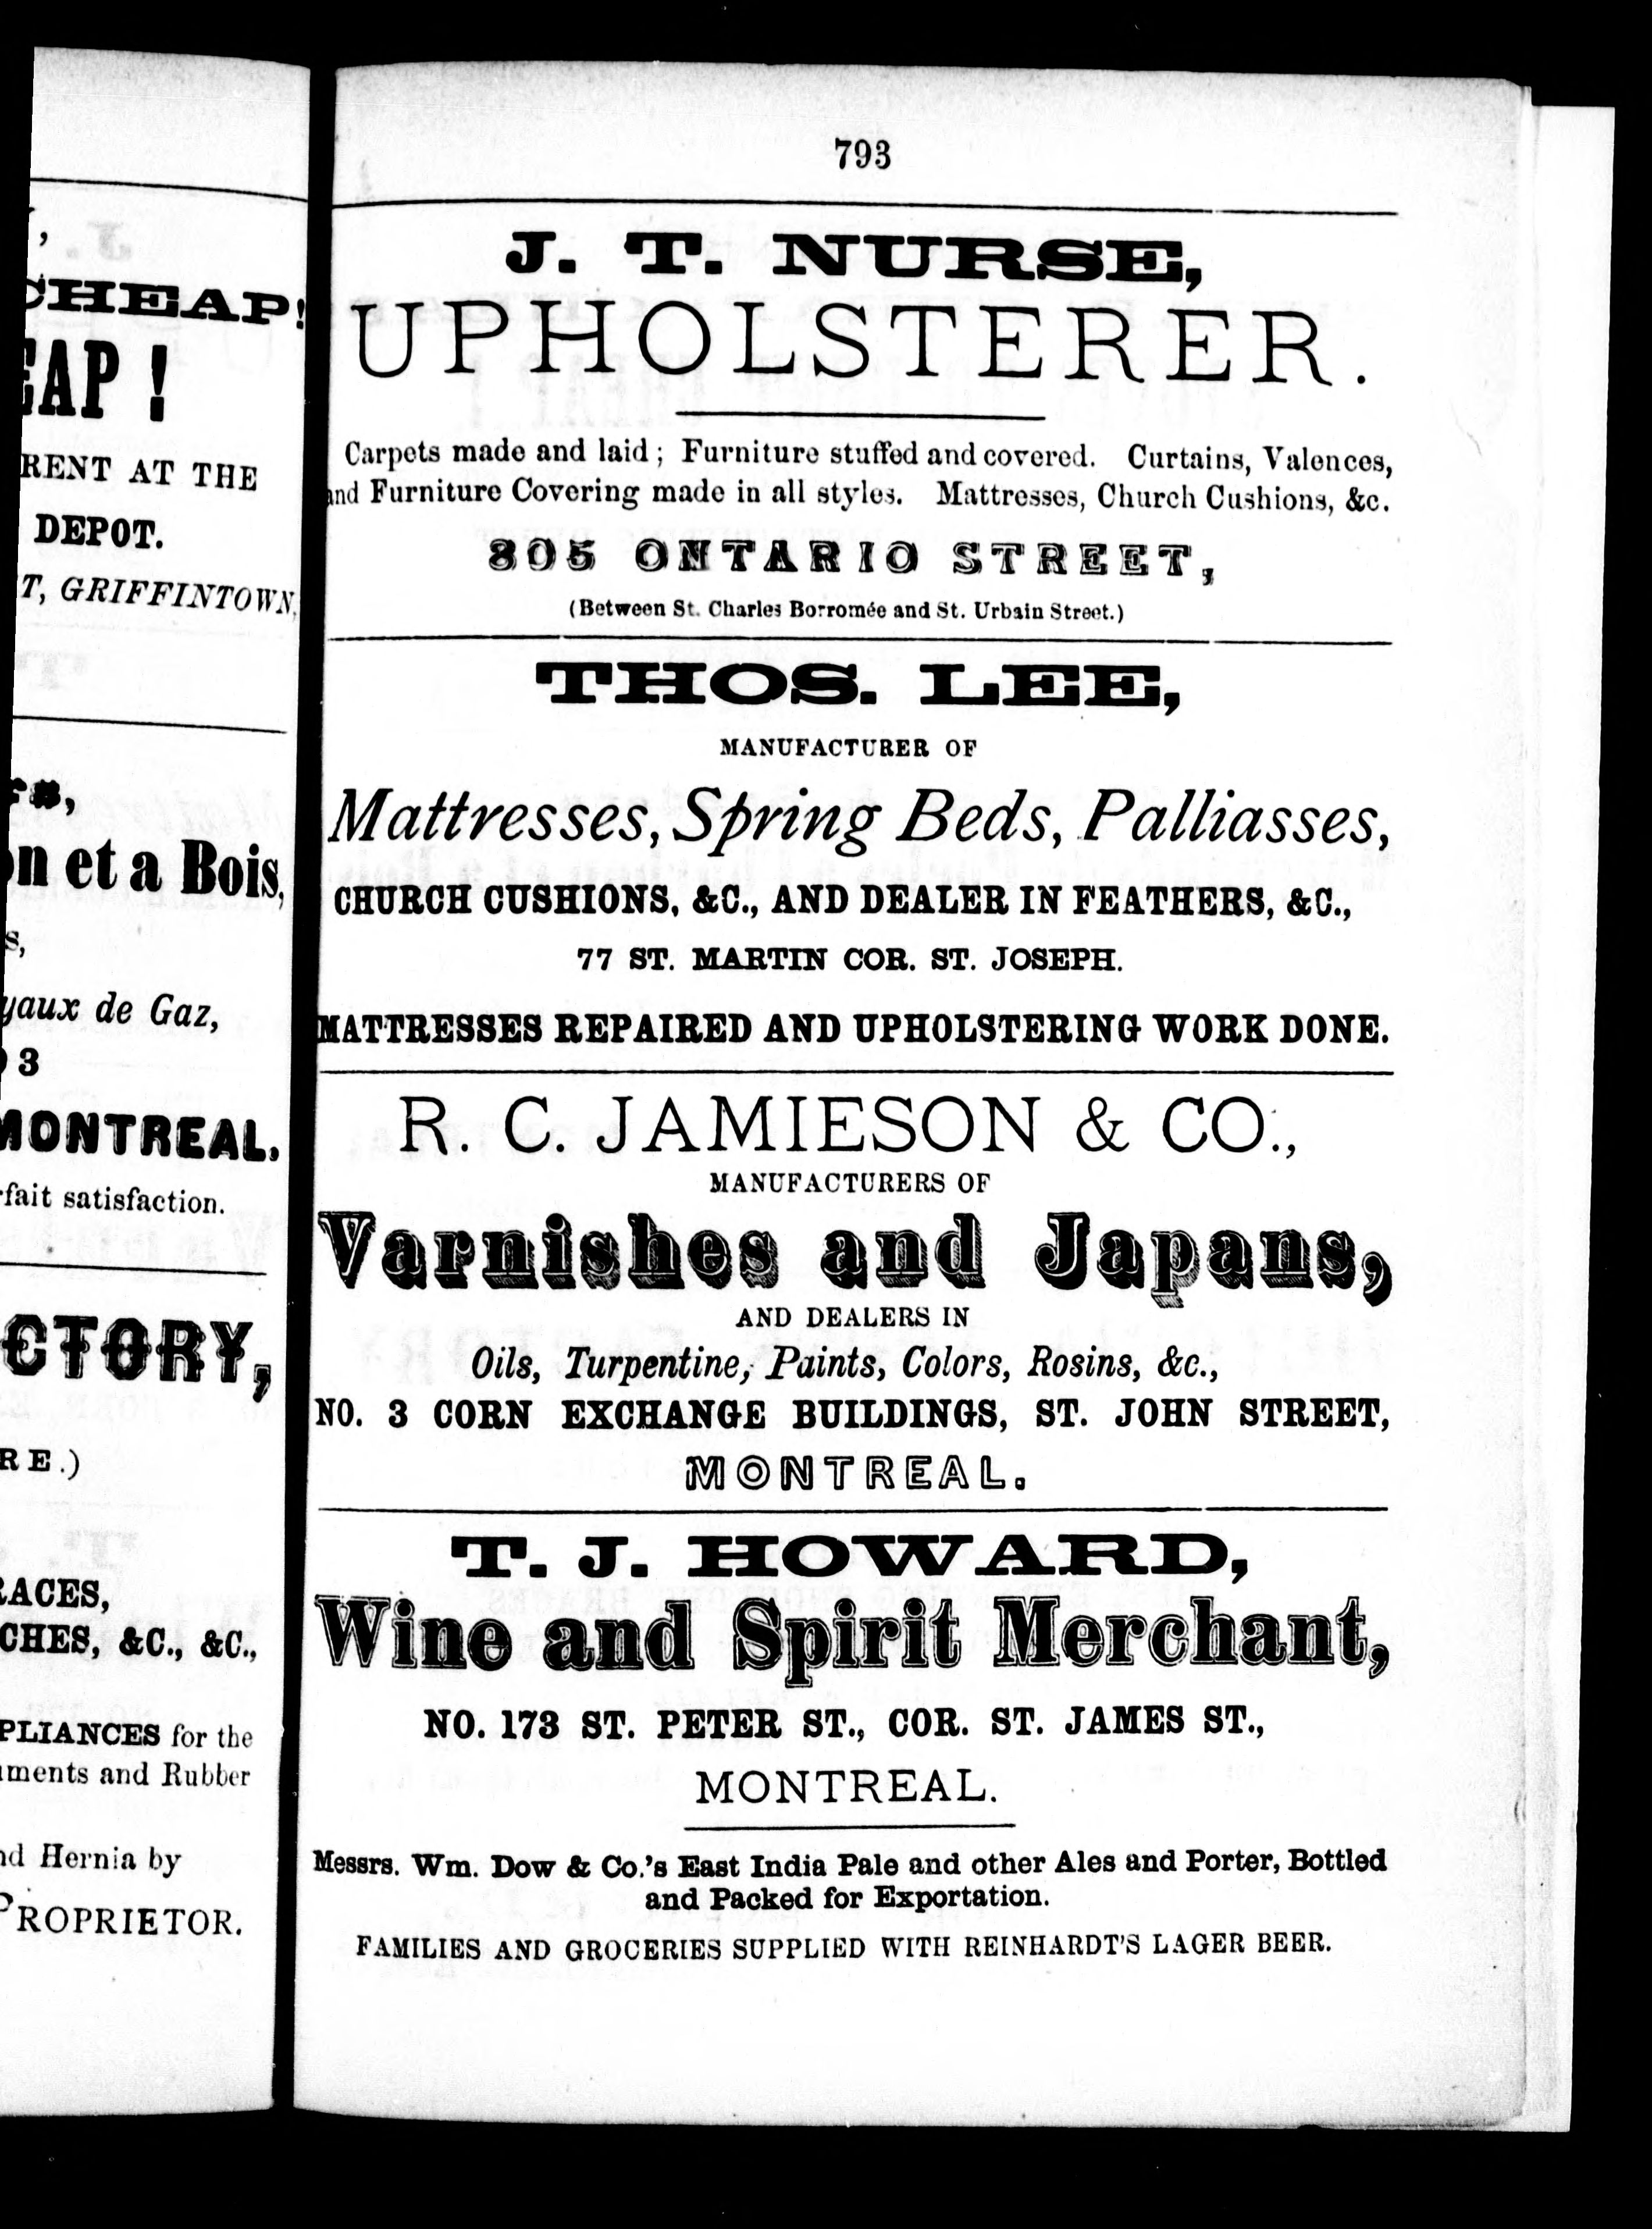 CHEAP!
EAP!
RENT AT THE
DEPOT.
T, GRIFFINTOWN,
on et a Bois,
s,
yaux de Gaz,
3
MONTREAL.
fait satisfaction.
CTORY,
RE.)
ACES,
CHES, &C., &C.,
PLIANCES for the
ments and Rubber
nd Hernia by
PROPRIETOR.
793
J. T. NURSE,
UPHOLSTERER.
Carpets made and laid; Furniture stuffed and covered. Curtains, Valences,
and Furniture Covering made in all styles. Mattresses, Church Cushions, &c.
805 ONTARIO STREET,
(Between St. Charles Borromée and St. Urbain Street.)
THOS. LEE,
MANUFACTURER OF
Mattresses, Spring Beds, Palliasses,
CHURCH CUSHIONS, &C., AND DEALER IN FEATHERS, &C.,
77 ST. MARTIN COR. ST. JOSEPH.
MATTRESSES REPAIRED AND UPHOLSTERING WORK DONE.
R. C. JAMIESON & CO.,
MANUFACTURERS OF
Varnishes and Japans,
AND DEALERS IN
Oils, Turpentine, Paints, Colors, Rosins, &c.,
NO. 3 CORN EXCHANGE BUILDINGS, ST. JOHN STREET,
MONTREAL.
T. J. HOWARD,
Wine and Spirit Merchant,
NO. 173 ST. PETER ST., COR. ST. JAMES ST.,
MONTREAL.
Messrs. Wm. Dow & Co.'s East India Pale and other Ales and Porter, Bottled
and Packed for Exportation.
FAMILIES AND GROCERIES SUPPLIED WITH REINHARDT'S LAGER BEER.